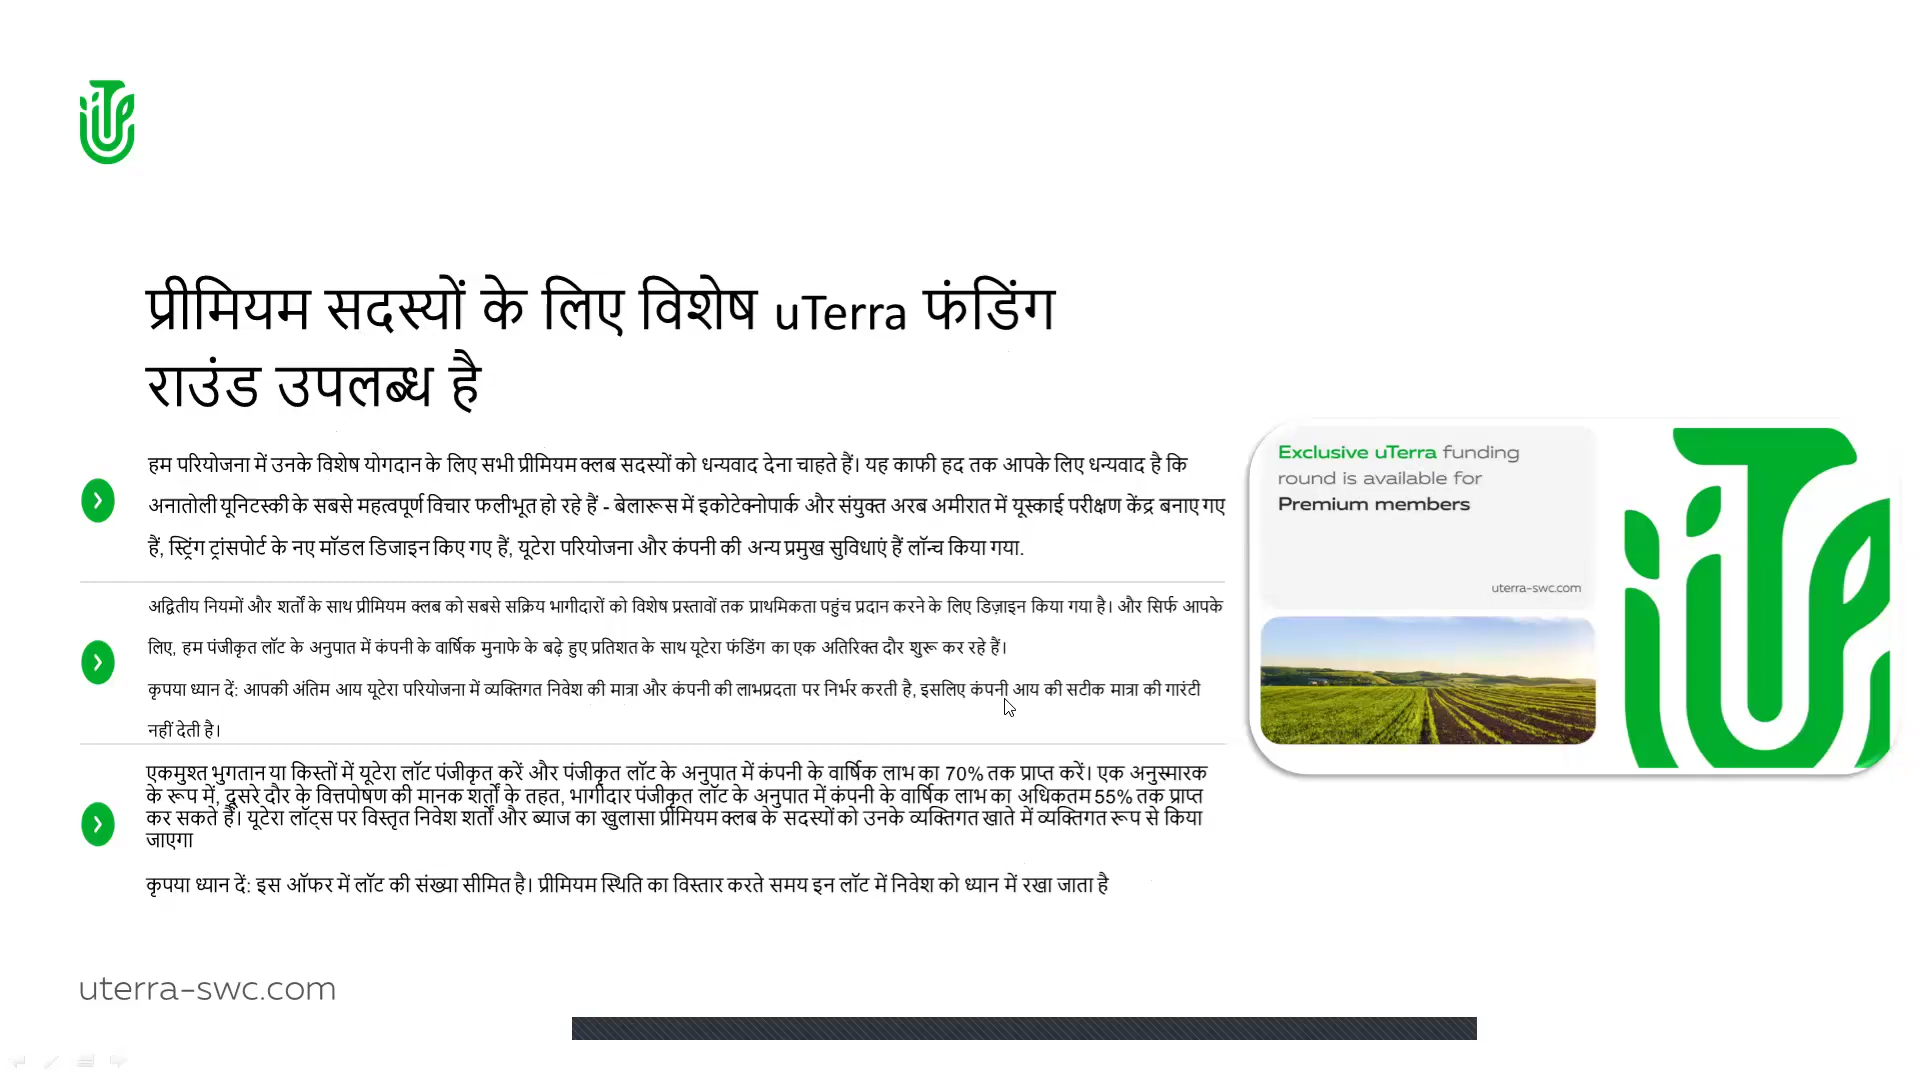 प्रीमियम सदस्यों के लिए विशेष uTerra फंडिंग
राउंड उपलब्ध है
हम परियोजना में उनके विशेष योगदान के लिए सभी प्रीमियम क्लब सदस्यों को धन्यवाद देना चाहते हैं। यह काफी हद तक आपके लिए धन्यवाद है कि
अनातोली यूनिटस्की के सबसे महत्वपूर्ण विचार फलीभूत हो रहे हैं - बेलारूस में इकोटेक्नोपार्क और संयुक्त अरब अमीरात में यूस्काई परीक्षण केंद्र बनाए गए
हैं, स्ट्रिंग ट्रांसपोर्ट के नए मॉडल डिजाइन किए गए हैं, यूटेरा परियोजना और कंपनी की अन्य प्रमुख सुविधाएं हैं लॉन्च किया गया.
अद्वितीय नियमों और शर्तों के साथ प्रीमियम क्लब को सबसे सक्रिय भागीदारों को विशेष प्रस्तावों तक प्राथमिकता पहुंच प्रदान करने के लिए डिज़ाइन किया गया है। और सिर्फ आपके
लिए, हम पंजीकृत लॉट के अनुपात में कंपनी के वार्षिक मुनाफे के बढ़े हुए प्रतिशत के साथ यूटेरा फंडिंग का एक अतिरिक्त दौर शुरू कर रहे हैं।
कृपया ध्यान दें: आपकी अंतिम आय यूटेरा परियोजना में व्यक्तिगत निवेश की मात्रा और कंपनी की लाभप्रदता पर निर्भर करती है, इसलिए कंपनी आय की सटीक मात्रा की गारंटी
नहीं देती है।
एकमुश्त भुगतान या किस्तों में यूटेरा लॉट पंजीकृत करें और पंजीकृत लॉट के अनुपात में कंपनी के वार्षिक लाभ का 70% तक प्राप्त करें। एक अनुस्मारक
के रूप में, दूसरे दौर के वित्तपोषण की मानक शर्तों के तहत, भागीदार पंजीकृत लॉट के अनुपात में कंपनी के वार्षिक लाभ का अधिकतम 55% तक प्राप्त
कर सकते हैं। यूटेरा लॉट्स पर विस्तृत निवेश शर्तों और ब्याज का खुलासा प्रीमियम क्लब के सदस्यों को उनके व्यक्तिगत खाते में व्यक्तिगत रूप से किया
जाएगा
कृपया ध्यान दें: इस ऑफर में लॉट की संख्या सीमित है। प्रीमियम स्थिति का विस्तार करते समय इन लॉट में निवेश को ध्यान में रखा जाता है
Exclusive uTerra funding
round is available for
Premium members
uterra-swc.com
uterra-swc.com